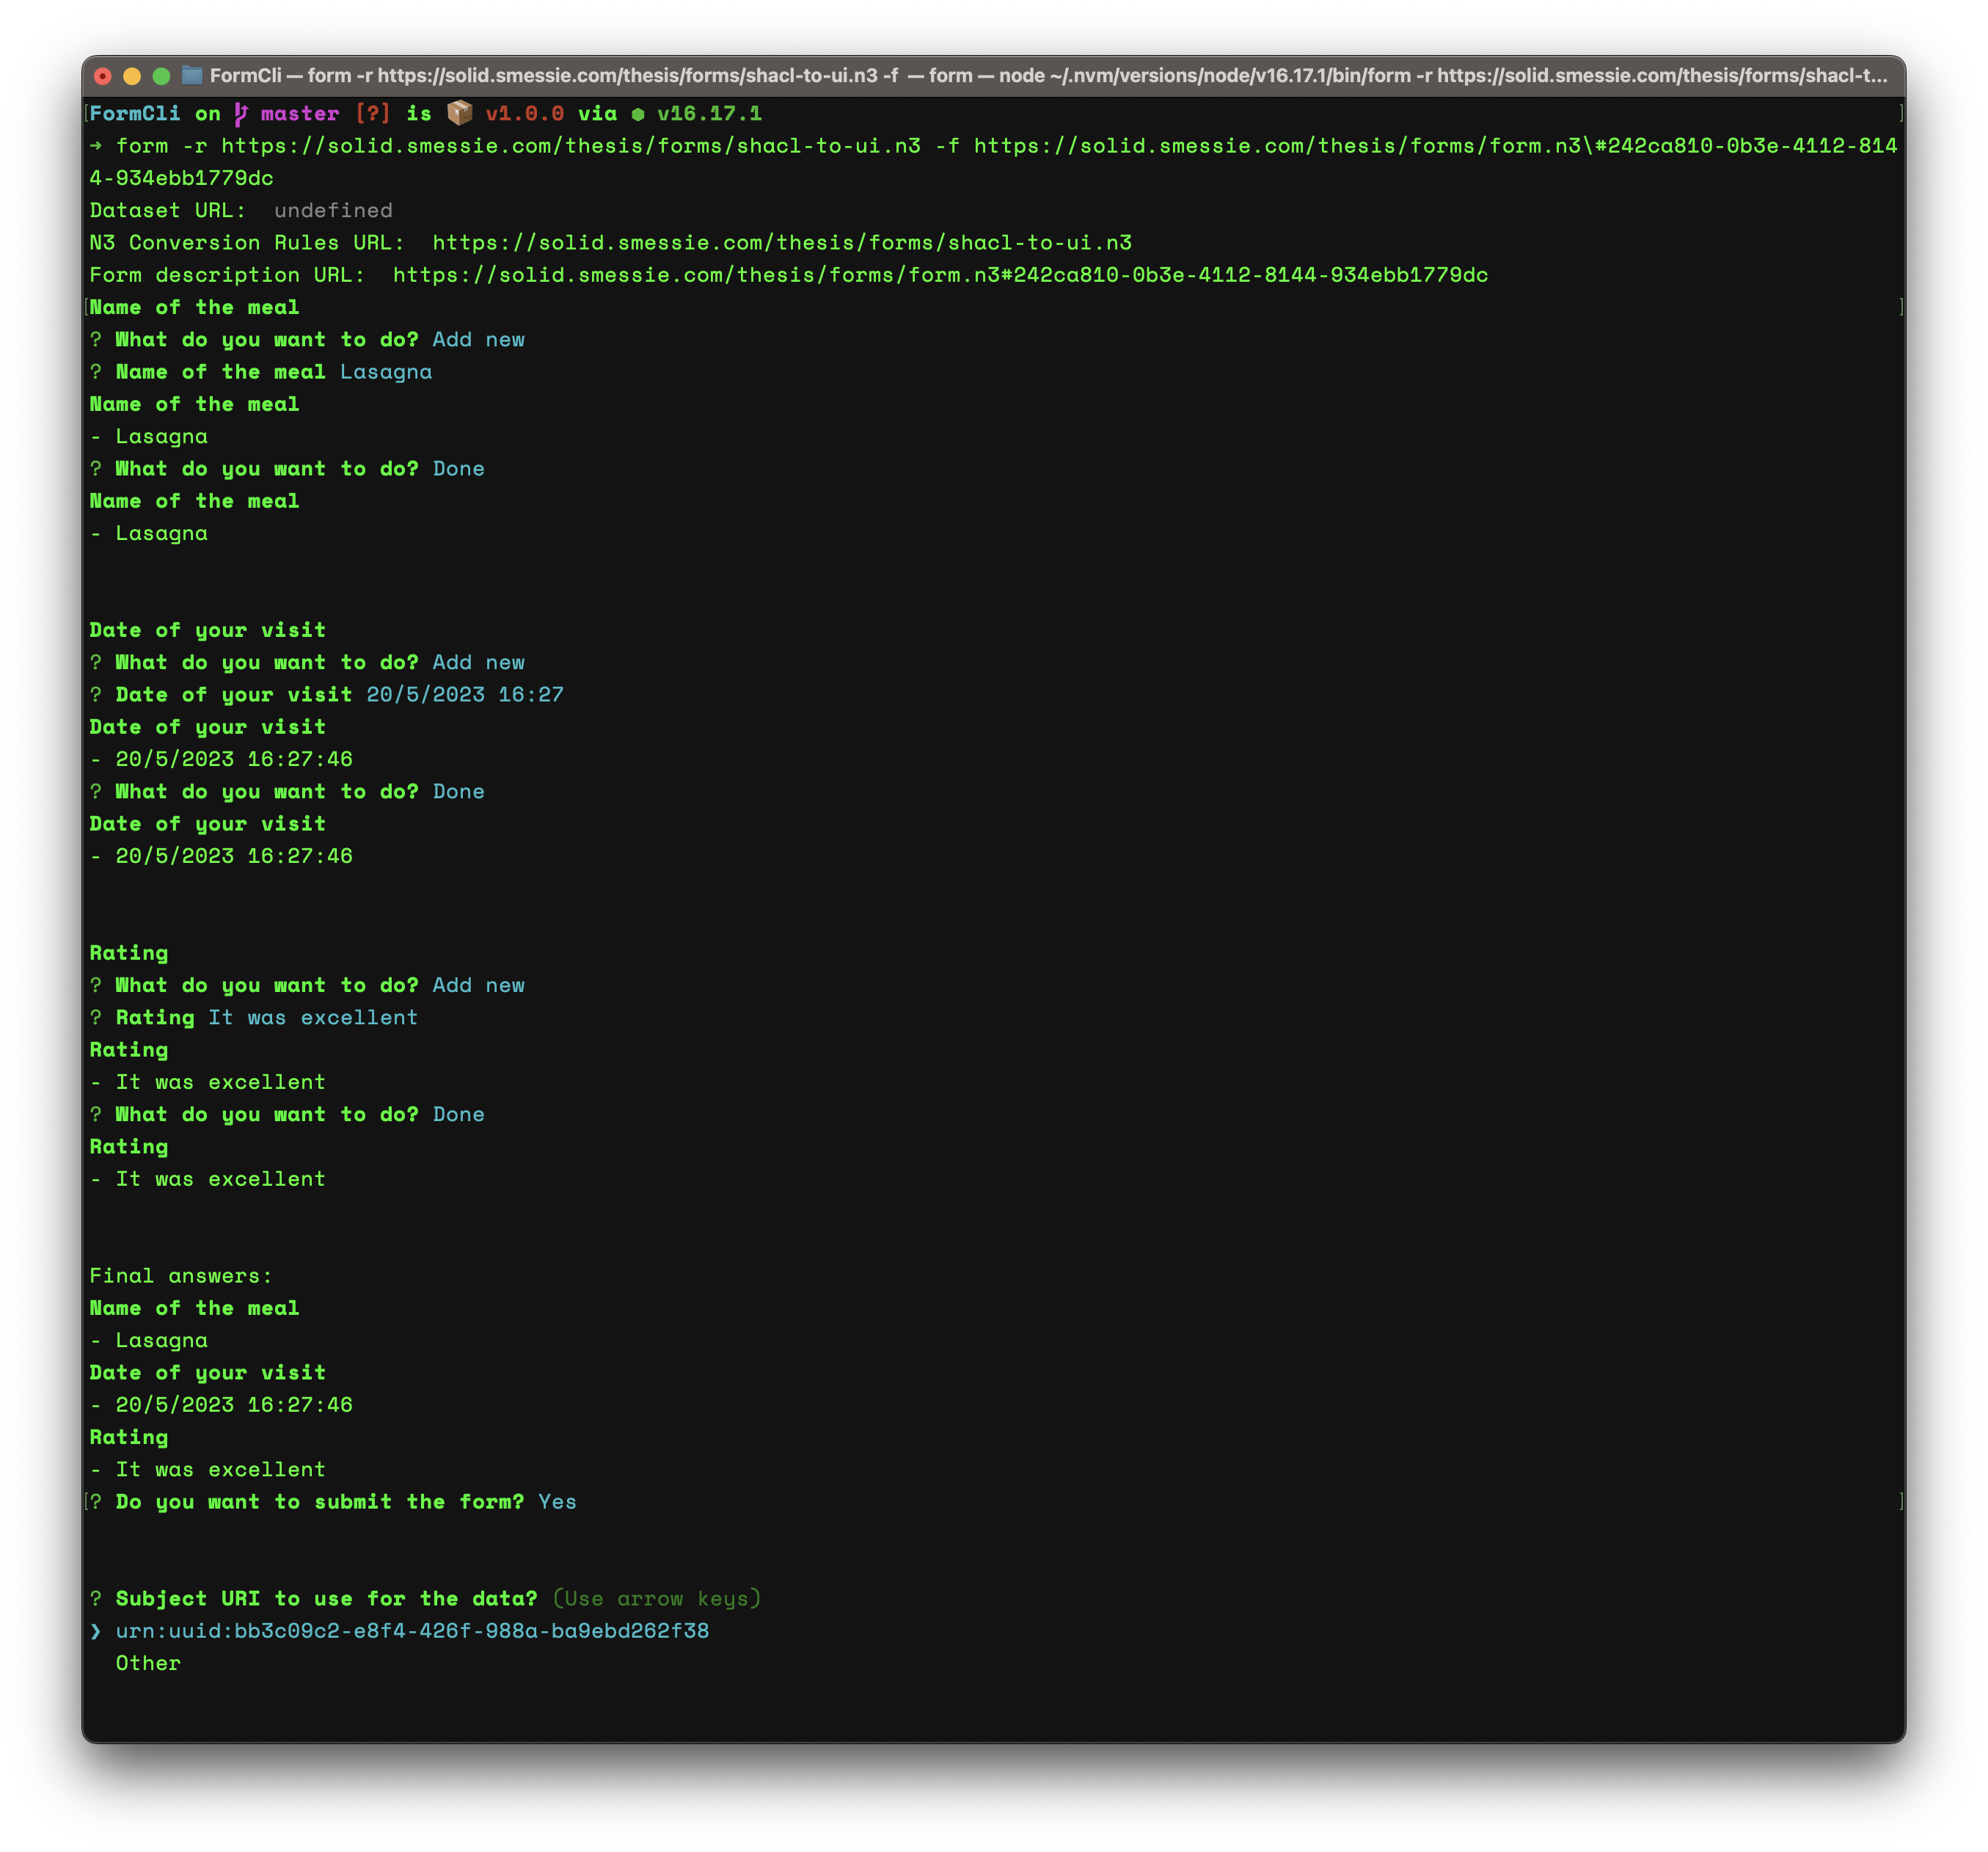 FormCli — form -r https://solid.smessie.com/thesis/forms/shacl-to-ui.n3 -f — form — node ~/.nvm/versions/node/v16.17.1/bin/form -r https://solid.smessie.com/thesis/forms/shacl-t...
FormCli on master [?] is 📦 v1.0.0 via ⬢ v16.17.1
➜ form -r https://solid.smessie.com/thesis/forms/shacl-to-ui.n3 -f https://solid.smessie.com/thesis/forms/form.n3\#242ca810-0b3e-4112-814
4-934ebb1779dc
Dataset URL:  undefined
N3 Conversion Rules URL:  https://solid.smessie.com/thesis/forms/shacl-to-ui.n3
Form description URL:  https://solid.smessie.com/thesis/forms/form.n3#242ca810-0b3e-4112-8144-934ebb1779dc
Name of the meal
? What do you want to do? Add new
? Name of the meal Lasagna
Name of the meal
- Lasagna
? What do you want to do? Done
Name of the meal
- Lasagna
Date of your visit
? What do you want to do? Add new
? Date of your visit 20/5/2023 16:27
Date of your visit
- 20/5/2023 16:27:46
? What do you want to do? Done
Date of your visit
- 20/5/2023 16:27:46
Rating
? What do you want to do? Add new
? Rating It was excellent
Rating
- It was excellent
? What do you want to do? Done
Rating
- It was excellent
Final answers:
Name of the meal
- Lasagna
Date of your visit
- 20/5/2023 16:27:46
Rating
- It was excellent
? Do you want to submit the form? Yes
? Subject URI to use for the data? (Use arrow keys)
❯ urn:uuid:bb3c09c2-e8f4-426f-988a-ba9ebd262f38
Other